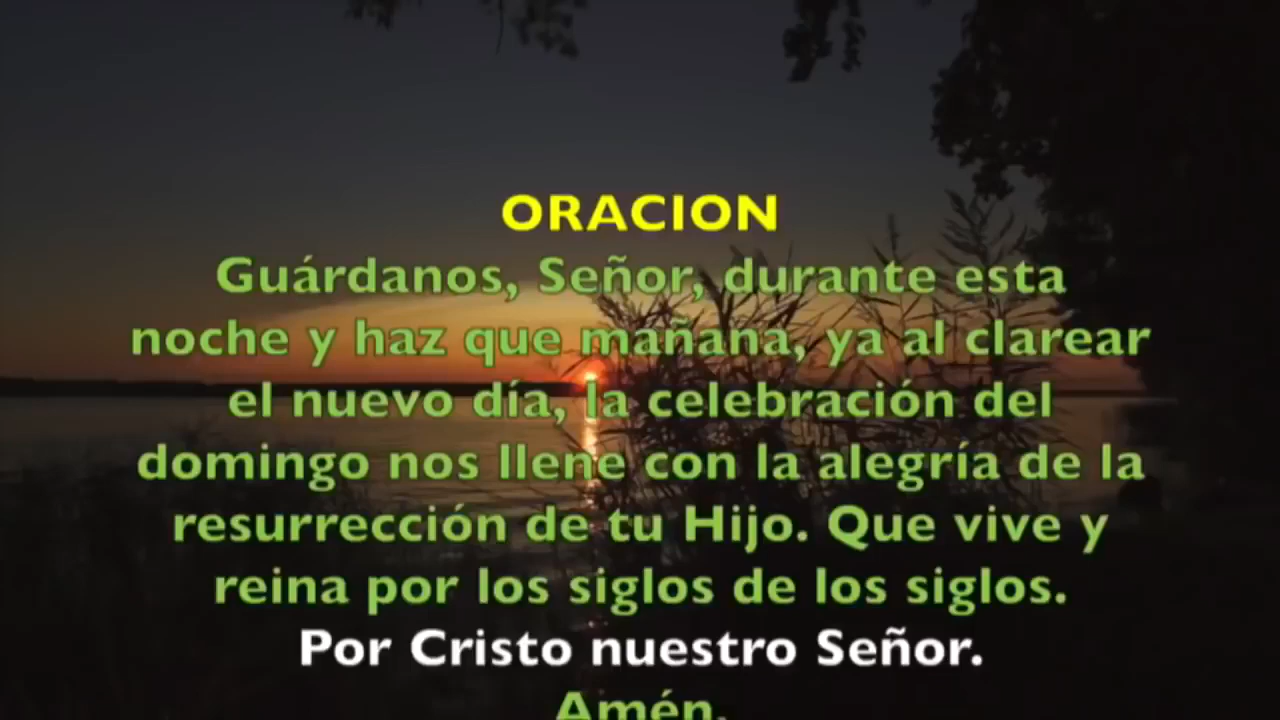 ORACION
Guárdanos, Señor, durante esta
noche y haz que mañana, ya al clarear
el nuevo día, la celebración del
domingo nos llene con la alegría de la
resurrección de tu Hijo. Que vive y
reina por los siglos de los siglos.
Por Cristo nuestro Señor.
Amén.